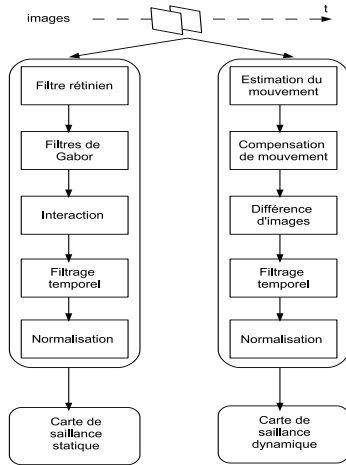 images
t
Filtre rétinien
Filtres de
Gabor
Interaction
Filtrage
temporel
Normalisation
Carte de
saillance
statique
Estimation du
mouvement
Compensation
de mouvement
Différence
d'images
Filtrage
temporel
Normalisation
Carte de
saillance
dynamique